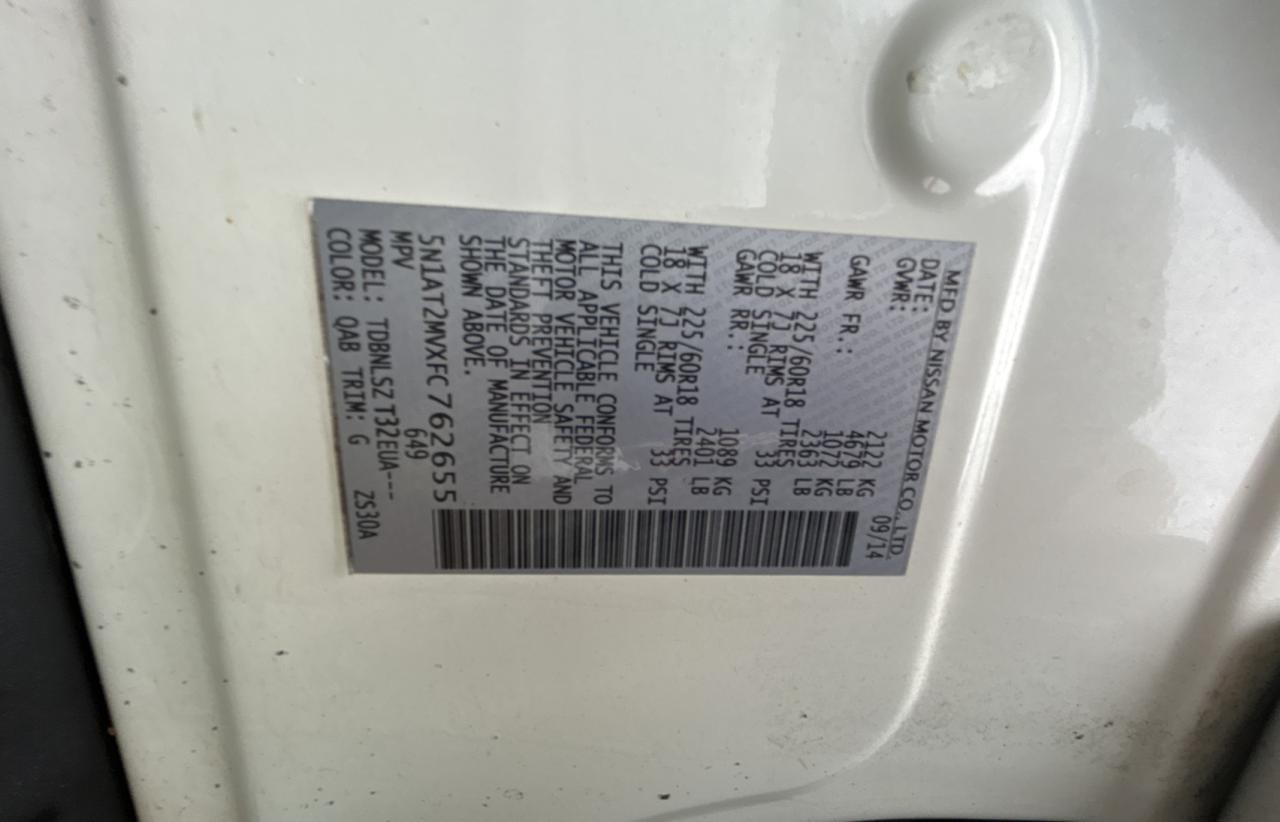 MFD BY NISSAN MOTOR CO., LTD.
DATE: 09/14
GVWR: 2122 KG
4679 LB
GAWR FR.: 1072 KG
2363 LB
WITH 225/60R18 TIRES
18 X 7J RIMS AT 33 PSI
COLD SINGLE
GAWR RR.: 1089 KG
2401 LB
WITH 225/60R18 TIRES
18 X 7J RIMS AT 33 PSI
COLD SINGLE
THIS VEHICLE CONFORMS TO
ALL APPLICABLE FEDERAL
MOTOR VEHICLE SAFETY AND
THEFT PREVENTION
STANDARDS IN EFFECT ON
THE DATE OF MANUFACTURE
SHOWN ABOVE.
5N1AT2MVXFC762655
MPV 649
MODEL: TDBNLSZ T32EUA---
COLOR: QAB TRIM: G ZS30A